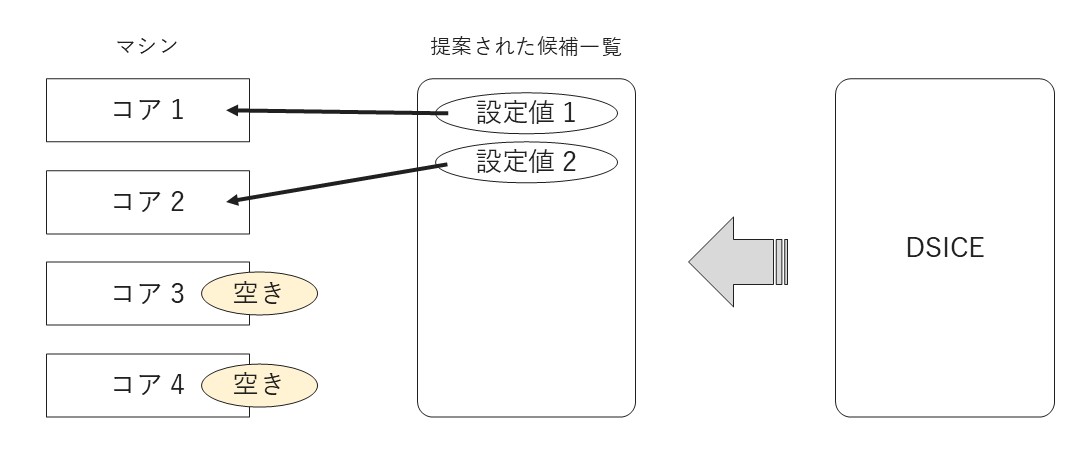 マシン
提案された候補一覧
コア 1
設定値 1
コア 2
設定値 2
コア 3
空き
コア 4
空き
DSICE